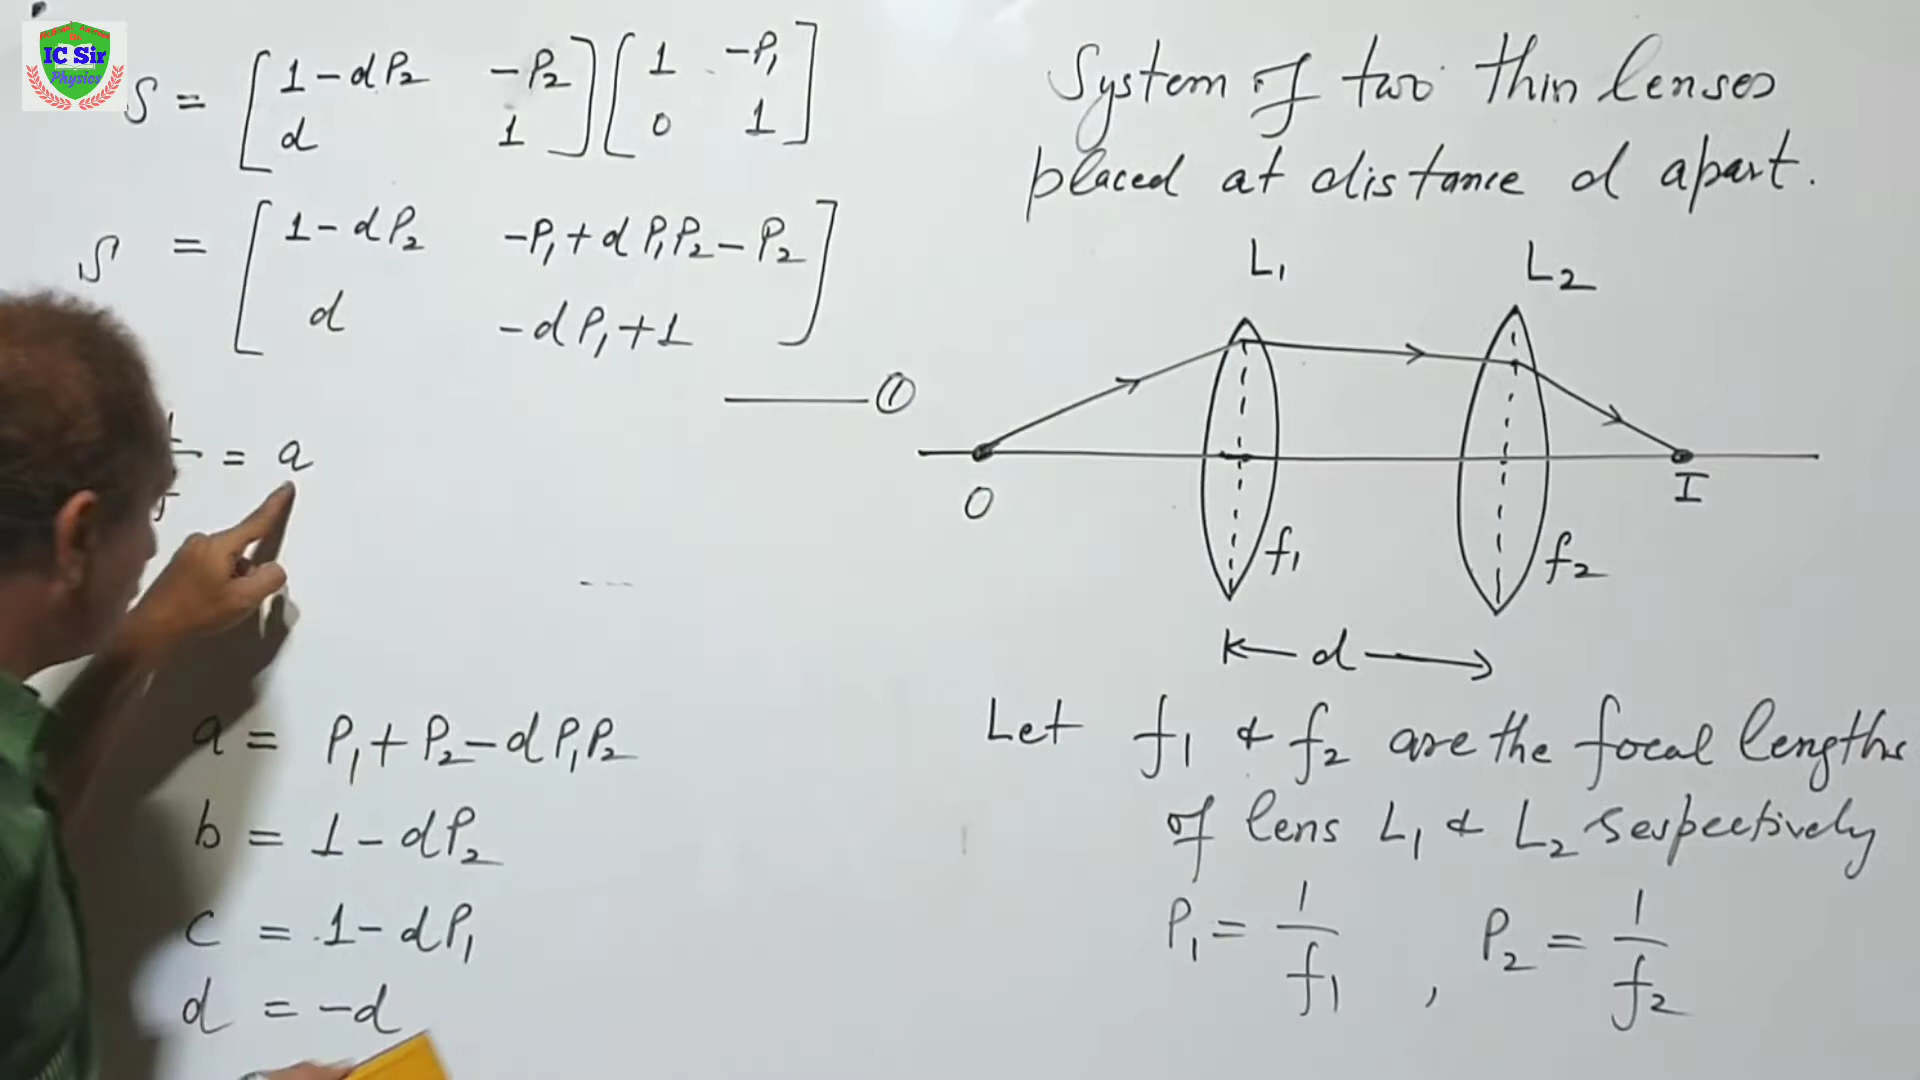 IC Sir
Physics
S = [1-dP₂ -P₂] [1 -P₁]
[d 1] [0 1]
S = [1-dP₂ -P₁+dP₁P₂-P₂]
[d -dP₁+1]
①
= a
a = P₁+P₂-dP₁P₂
b = 1-dP₂
c = 1-dP₁
d = -d
System of two thin lenses
placed at distance d apart.
L₁ L₂
O I
f₁ f₂
d
Let f₁ & f₂ are the focal lengths
of lens L₁ & L₂ respectively
P₁ = 1/f₁ , P₂ = 1/f₂